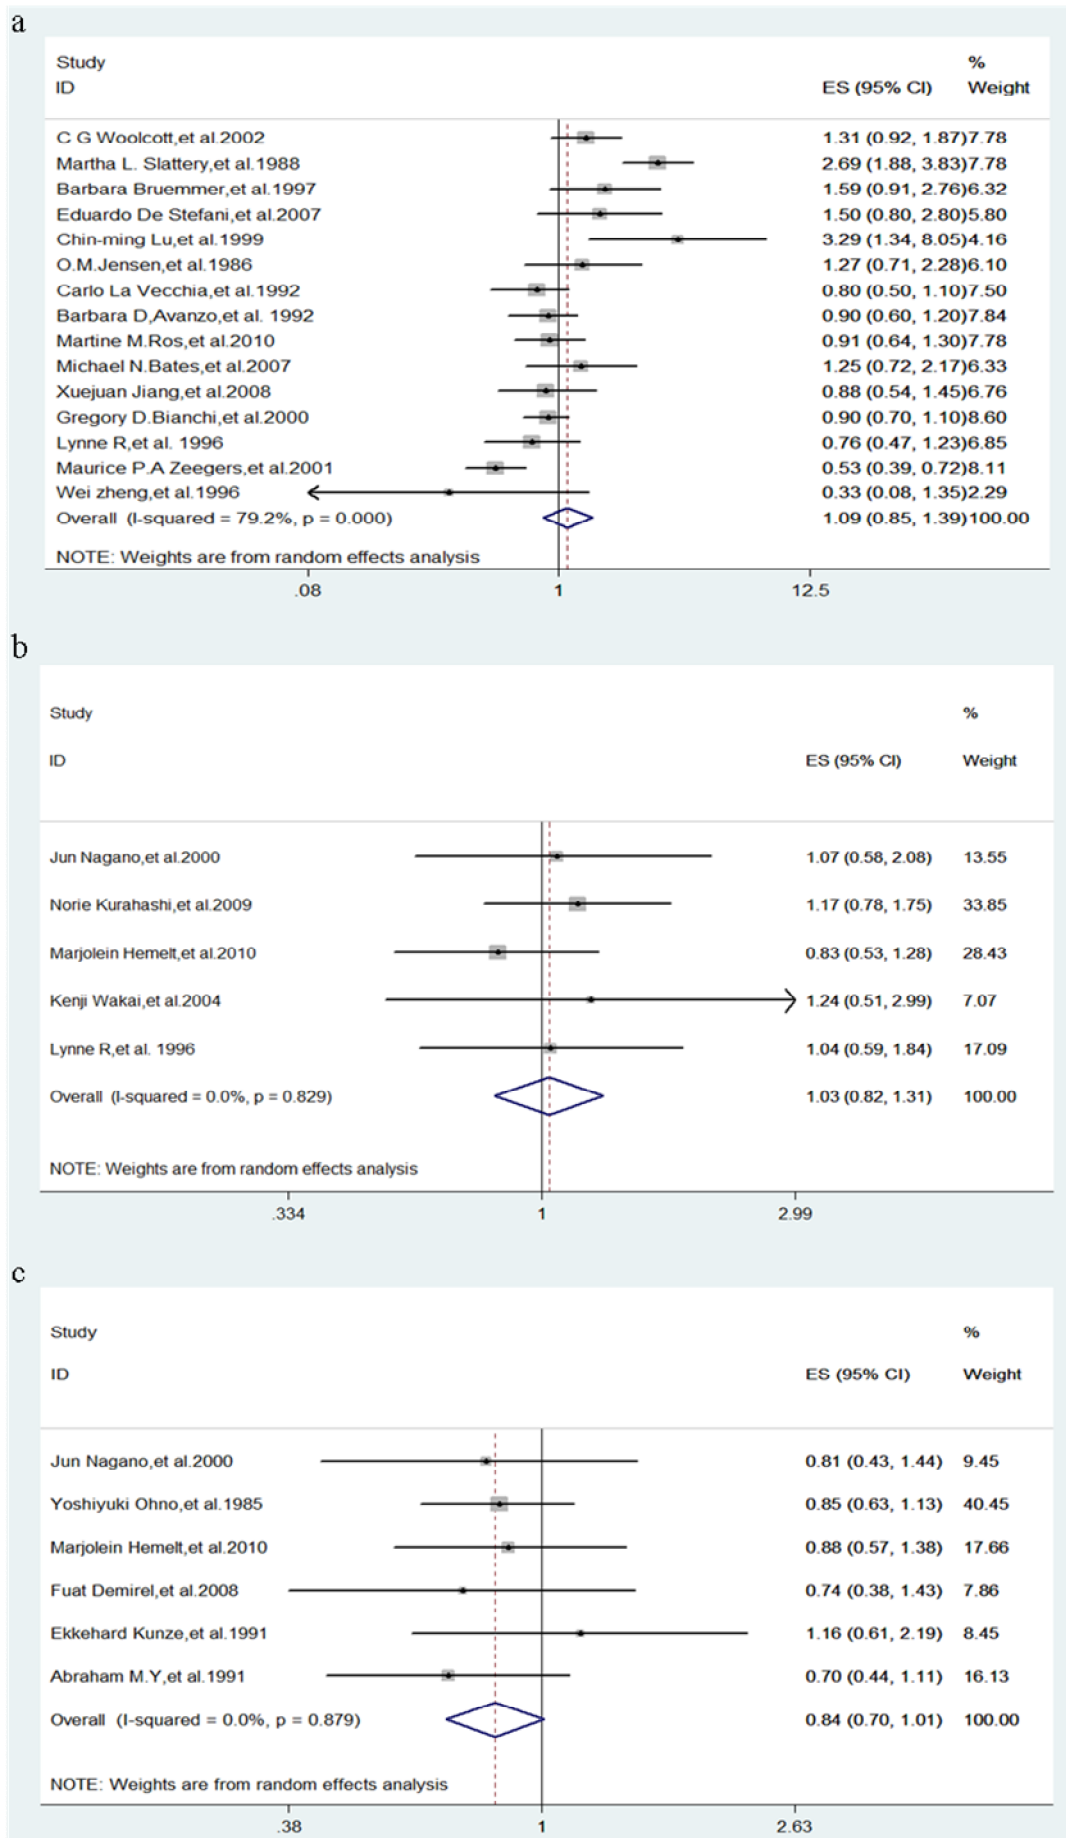 a
Study %
ID ES (95% CI) Weight
C G Woolcott,et al.2002 1.31 (0.92, 1.87)7.78
Martha L. Slattery,et al.1988 2.69 (1.88, 3.83)7.78
Barbara Bruemmer,et al.1997 1.59 (0.91, 2.76)6.32
Eduardo De Stefani,et al.2007 1.50 (0.80, 2.80)5.80
Chin-ming Lu,et al.1999 3.29 (1.34, 8.05)4.16
O.M.Jensen,et al.1986 1.27 (0.71, 2.28)6.10
Carlo La Vecchia,et al.1992 0.80 (0.50, 1.10)7.50
Barbara D,Avanzo,et al. 1992 0.90 (0.60, 1.20)7.84
Martine M.Ros,et al.2010 0.91 (0.64, 1.30)7.78
Michael N.Bates,et al.2007 1.25 (0.72, 2.17)6.33
Xuejuan Jiang,et al.2008 0.88 (0.54, 1.45)6.76
Gregory D.Bianchi,et al.2000 0.90 (0.70, 1.10)8.60
Lynne R,et al. 1996 0.76 (0.47, 1.23)6.85
Maurice P.A Zeegers,et al.2001 0.53 (0.39, 0.72)8.11
Wei zheng,et al.1996 0.33 (0.08, 1.35)2.29
Overall (I-squared = 79.2%, p = 0.000) 1.09 (0.85, 1.39)100.00
NOTE: Weights are from random effects analysis
.08 1 12.5
b
Study %
ID ES (95% CI) Weight
Jun Nagano,et al.2000 1.07 (0.58, 2.08) 13.55
Norie Kurahashi,et al.2009 1.17 (0.78, 1.75) 33.85
Marjolein Hemelt,et al.2010 0.83 (0.53, 1.28) 28.43
Kenji Wakai,et al.2004 1.24 (0.51, 2.99) 7.07
Lynne R,et al. 1996 1.04 (0.59, 1.84) 17.09
Overall (I-squared = 0.0%, p = 0.829) 1.03 (0.82, 1.31) 100.00
NOTE: Weights are from random effects analysis
.334 1 2.99
c
Study %
ID ES (95% CI) Weight
Jun Nagano,et al.2000 0.81 (0.43, 1.44) 9.45
Yoshiyuki Ohno,et al.1985 0.85 (0.63, 1.13) 40.45
Marjolein Hemelt,et al.2010 0.88 (0.57, 1.38) 17.66
Fuat Demirel,et al.2008 0.74 (0.38, 1.43) 7.86
Ekkehard Kunze,et al.1991 1.16 (0.61, 2.19) 8.45
Abraham M.Y,et al.1991 0.70 (0.44, 1.11) 16.13
Overall (I-squared = 0.0%, p = 0.879) 0.84 (0.70, 1.01) 100.00
NOTE: Weights are from random effects analysis
.38 1 2.63